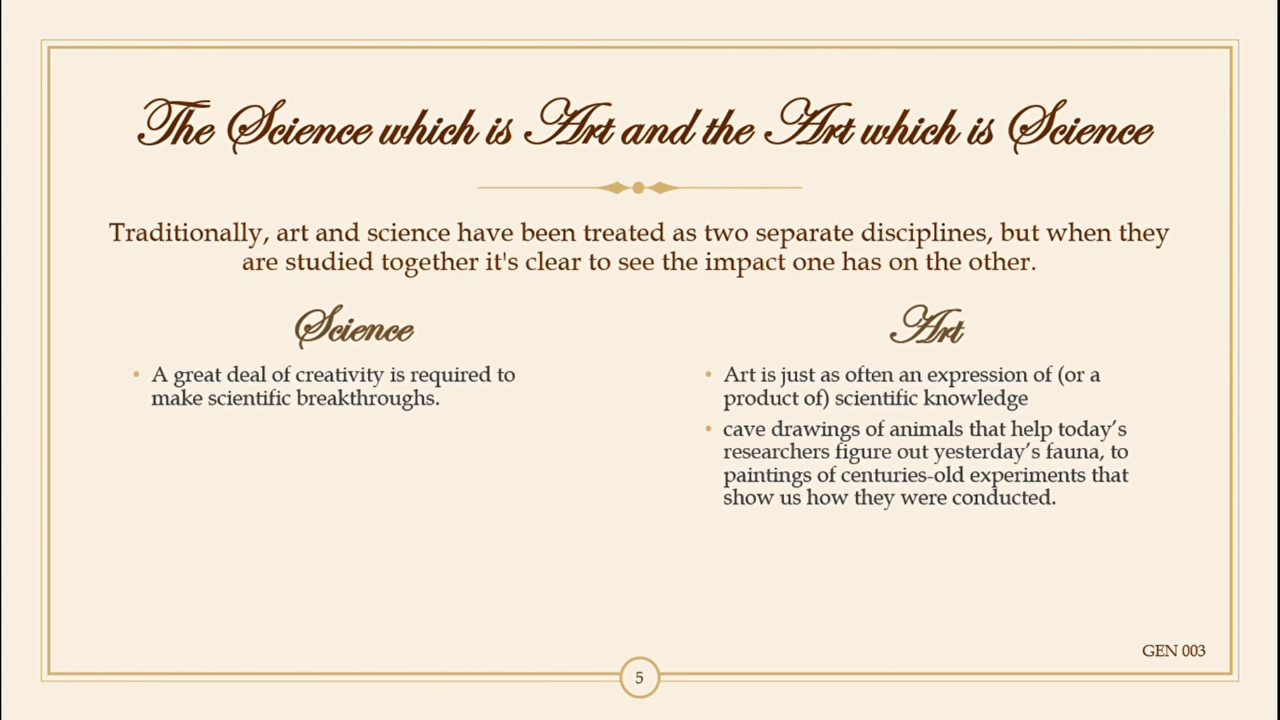 The Science which is Art and the Art which is Science
Traditionally, art and science have been treated as two separate disciplines, but when they
are studied together it's clear to see the impact one has on the other.
Science
• A great deal of creativity is required to
make scientific breakthroughs.
Art
• Art is just as often an expression of (or a
product of) scientific knowledge
• cave drawings of animals that help today’s
researchers figure out yesterday’s fauna, to
paintings of centuries-old experiments that
show us how they were conducted.
GEN 003
5